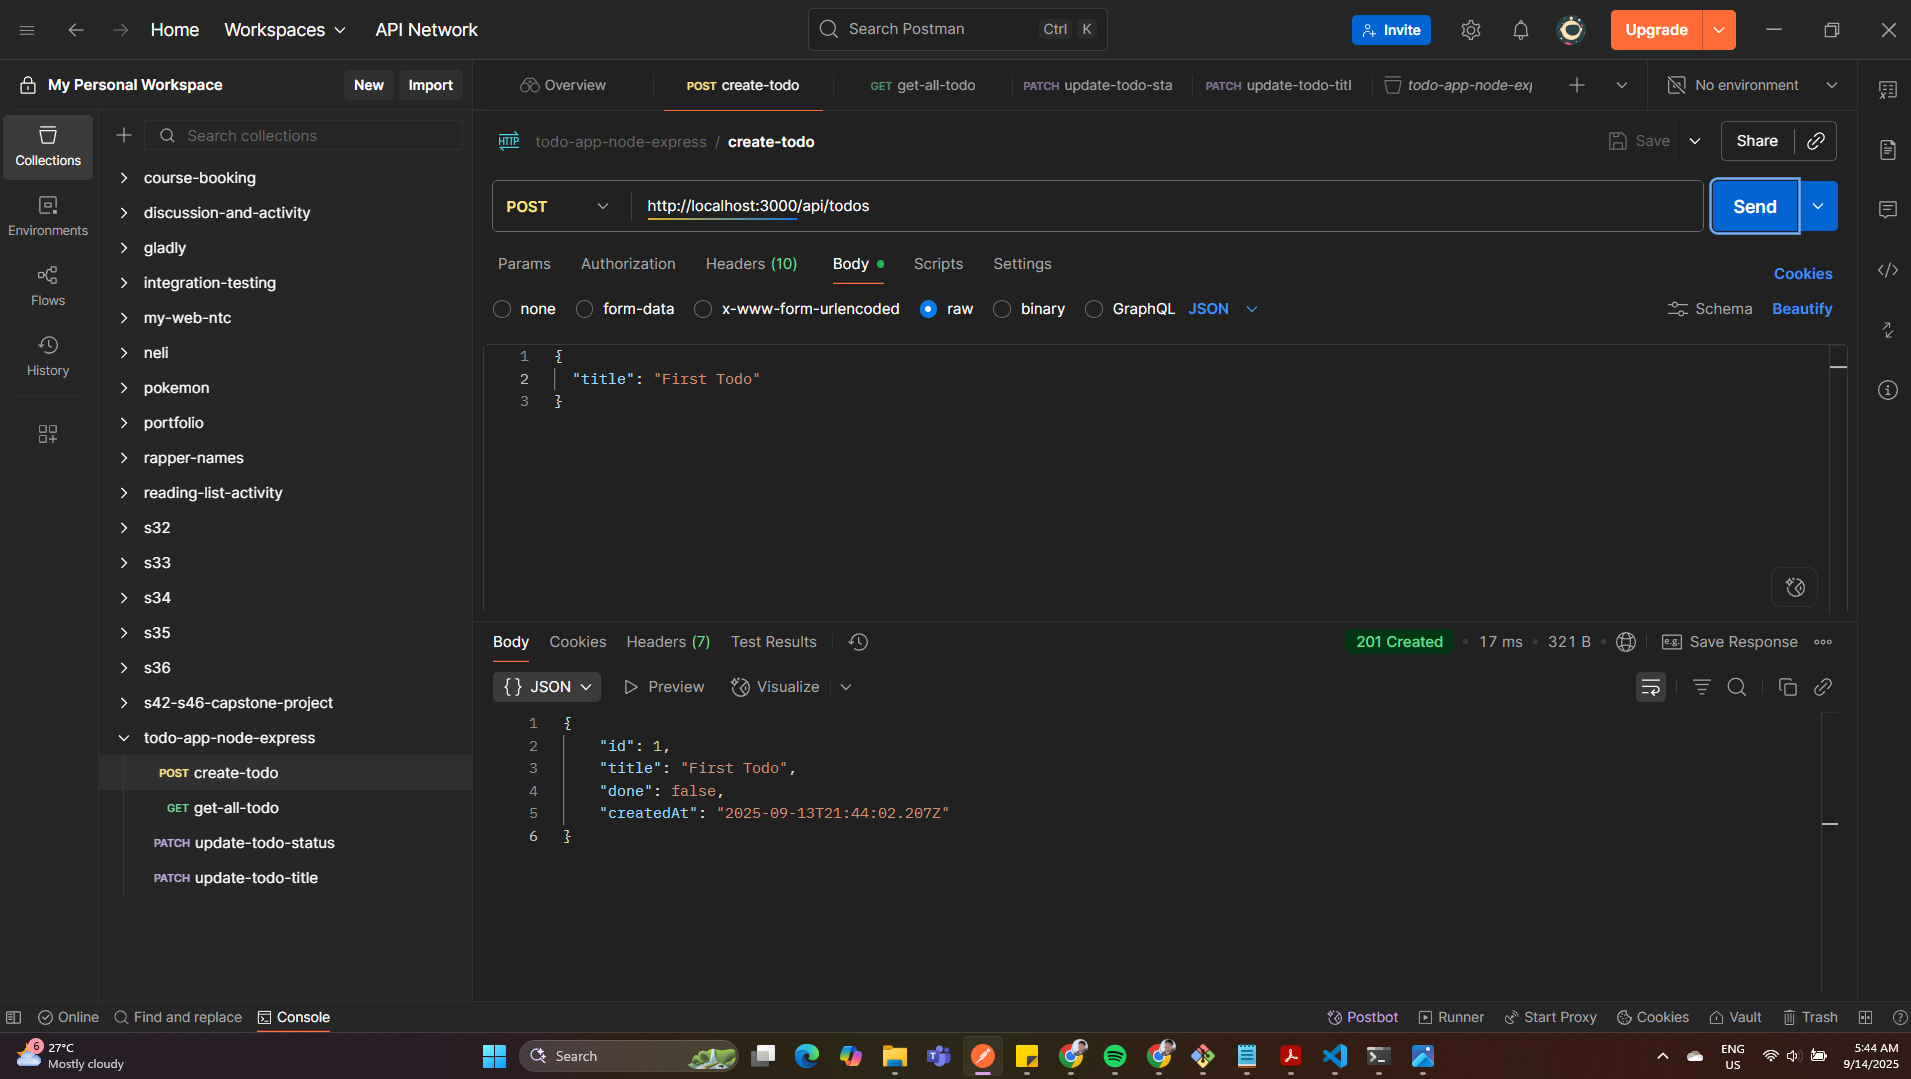 Home
Workspaces
API Network
Search Postman
Ctrl
K
Invite
Upgrade
My Personal Workspace
New
Import
Overview
POST create-todo
GET get-all-todo
PATCH update-todo-sta
PATCH update-todo-titl
todo-app-node-exp
No environment
Collections
Environments
Flows
History
Search collections
course-booking
discussion-and-activity
gladly
integration-testing
my-web-ntc
neli
pokemon
portfolio
rapper-names
reading-list-activity
s32
s33
s34
s35
s36
s42-s46-capstone-project
todo-app-node-express
POST create-todo
GET get-all-todo
PATCH update-todo-status
PATCH update-todo-title
HTTP todo-app-node-express / create-todo
Save
Share
POST
http://localhost:3000/api/todos
Send
Params
Authorization
Headers (10)
Body
Scripts
Settings
Cookies
none
form-data
x-www-form-urlencoded
raw
binary
GraphQL
JSON
Schema
Beautify
1 {
2 "title": "First Todo"
3 }
Body
Cookies
Headers (7)
Test Results
201 Created
17 ms
321 B
e.g.
Save Response
{} JSON
Preview
Visualize
1 {
2 "id": 1,
3 "title": "First Todo",
4 "done": false,
5 "createdAt": "2025-09-13T21:44:02.207Z"
6 }
Online
Find and replace
Console
Postbot
Runner
Start Proxy
Cookies
Vault
Trash
6
27°C
Mostly cloudy
Search
ENG
US
5:44 AM
9/14/2025